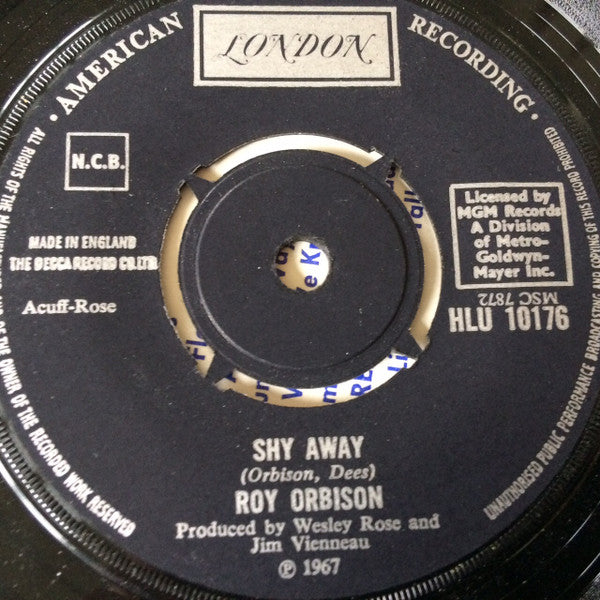 · AMERICAN RECORDING ·
LONDON
N.C.B.
MADE IN ENGLAND
THE DECCA RECORD CO. LTD.
Acuff-Rose
Licensed by
MGM Records
A Division
of Metro-
Goldwyn-
Mayer Inc.
MSC 7872
HLU 10176
SHY AWAY
(Orbison, Dees)
ROY ORBISON
Produced by Wesley Rose and
Jim Vienneau
℗ 1967
ALL RIGHTS OF THE
OWNER OF THE RECORDED WORK RESERVED
UNAUTHORISED PUBLIC PERFORMANCE BROADCASTING AND COPYING OF THIS RECORD PROHIBITED